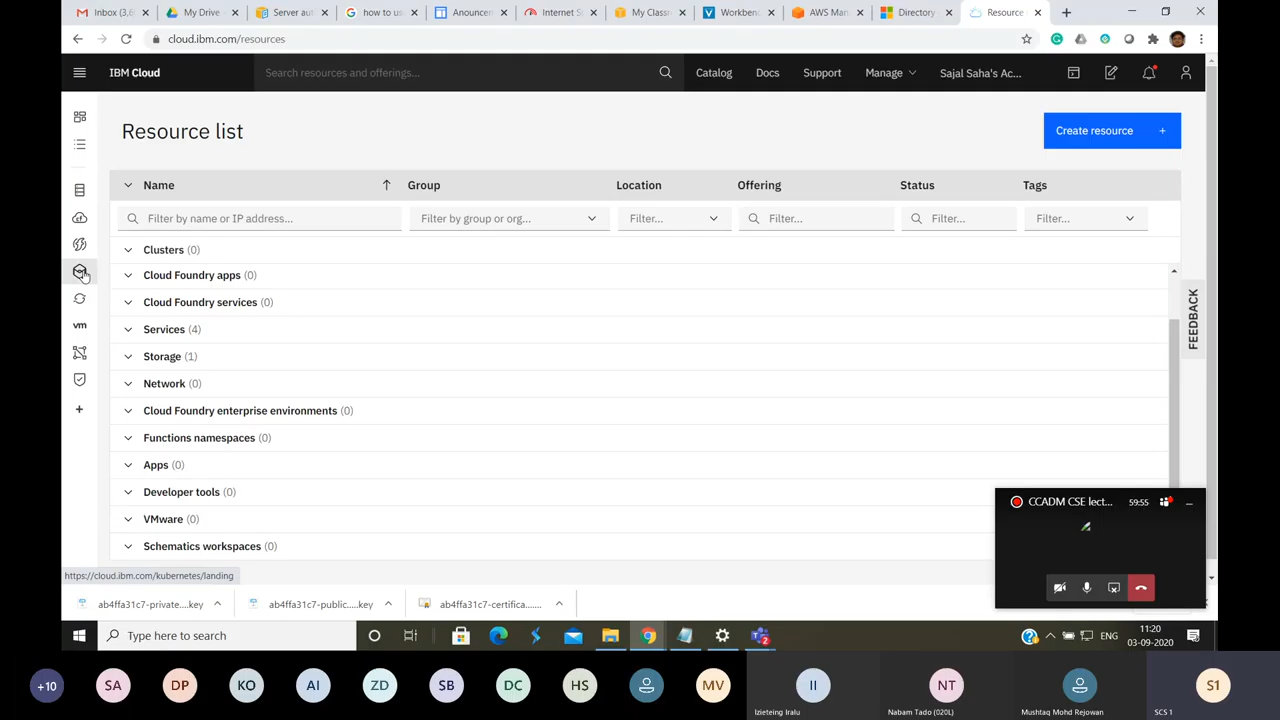 Inbox (3,6
My Drive -
Server aut
how to us
Anouncem
Internet S
My Class
Workbenc
AWS Man
Directory
Resource
cloud.ibm.com/resources
IBM Cloud
Search resources and offerings...
Catalog
Docs
Support
Manage
Sajal Saha's Ac...
Resource list
Create resource +
Name
Group
Location
Offering
Status
Tags
Filter by name or IP address...
Filter by group or org...
Filter...
Filter...
Filter...
Filter...
Clusters (0)
Cloud Foundry apps (0)
Cloud Foundry services (0)
Services (4)
vm
Storage (1)
Network (0)
Cloud Foundry enterprise environments (0)
Functions namespaces (0)
Apps (0)
Developer tools (0)
VMware (0)
Schematics workspaces (0)
FEEDBACK
CCADM CSE lect...
59:55
https://cloud.ibm.com/kubernetes/landing
ab4ffa31c7-private....key
ab4ffa31c7-public.....key
ab4ffa31c7-certifica......
Type here to search
2
ENG
11:20
03-09-2020
+10
SA
DP
KO
AI
ZD
SB
DC
HS
MV
II
NT
S1
Izieteing Iralu
Nabam Tado (020L)
Mushtaq Mohd Rejowan
SCS 1